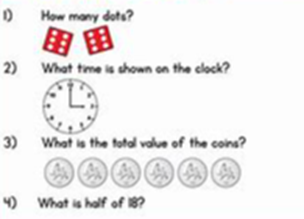 1) How many dots?
2) What time is shown on the clock?
3) What is the total value of the coins?
4) What is half of 18?